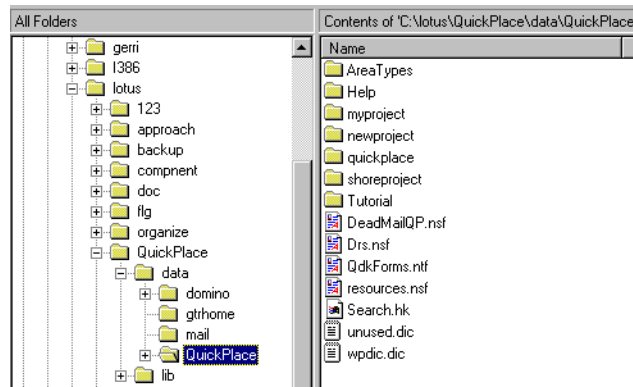 All Folders
gerri
I386
lotus
123
approach
backup
compnent
doc
flg
organize
QuickPlace
data
domino
gtrhome
mail
QuickPlace
lib
Contents of 'C:\lotus\QuickPlace\data\QuickPlace
Name
AreaTypes
Help
myproject
newproject
quickplace
shoreproject
Tutorial
DeadMailQP.nsf
Drs.nsf
QdkForms.ntf
resources.nsf
Search.hk
unused.dic
wpdic.dic